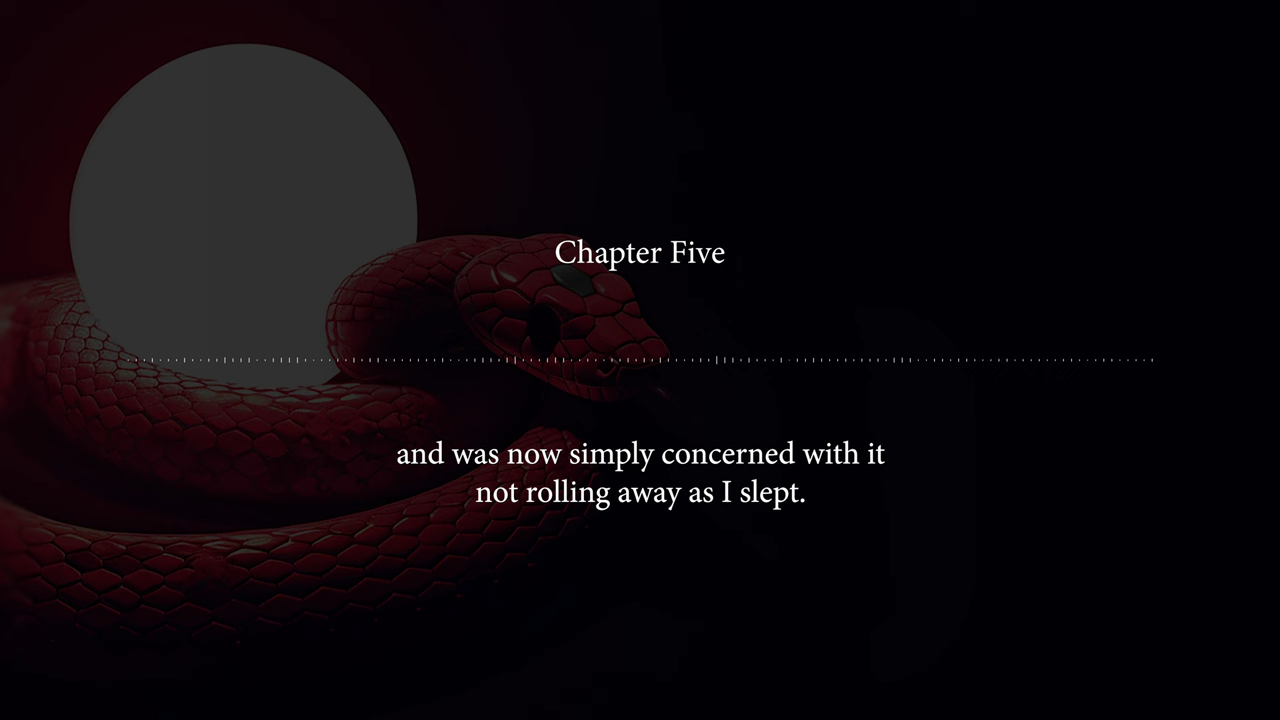 Chapter Five
and was now simply concerned with it
not rolling away as I slept.